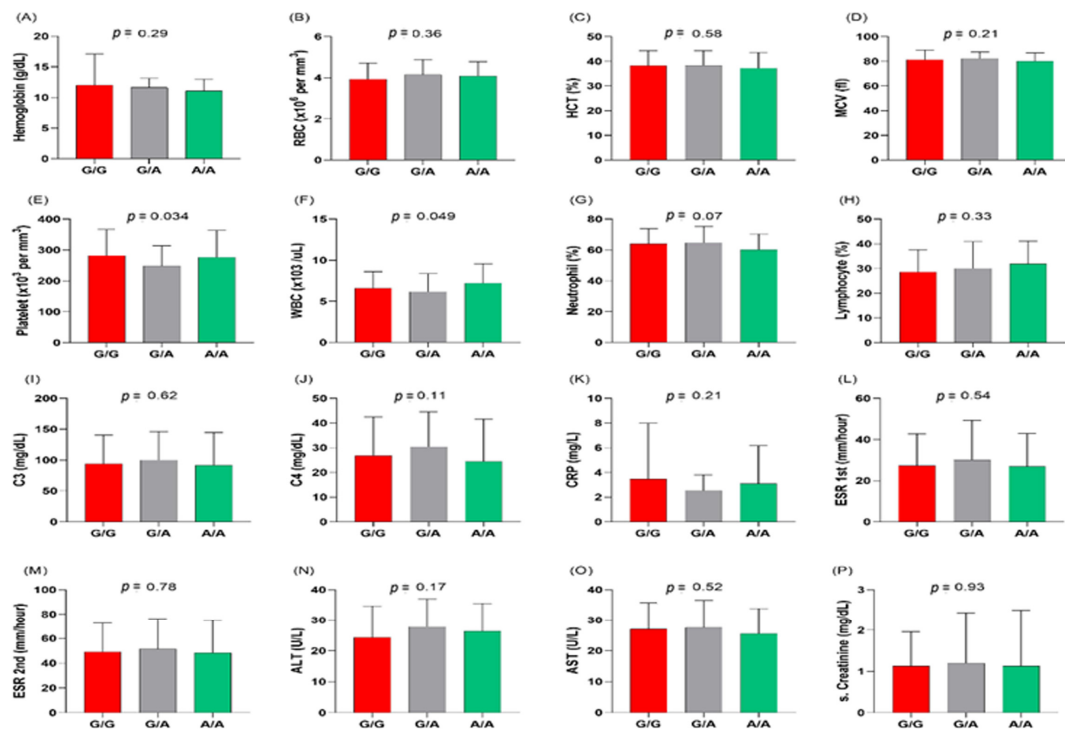 (A)
p = 0.29
Hemoglobin (g/dL)
20
15
10
5
0
G/G G/A A/A
(B)
p = 0.36
RBC (x10⁶ per mm³)
6
4
2
0
G/G G/A A/A
(C)
p = 0.58
HCT (%)
50
40
30
20
10
0
G/G G/A A/A
(D)
p = 0.21
MCV (fl)
100
80
60
40
20
0
G/G G/A A/A
(E)
p = 0.034
Platelet (x10³ per mm³)
400
300
200
100
0
G/G G/A A/A
(F)
p = 0.049
WBC (x103 /uL)
15
10
5
0
G/G G/A A/A
(G)
p = 0.07
Neutrophil (%)
80
60
40
20
0
G/G G/A A/A
(H)
p = 0.33
Lymphocyte (%)
50
40
30
20
10
0
G/G G/A A/A
(I)
p = 0.62
C3 (mg/dL)
200
150
100
50
0
G/G G/A A/A
(J)
p = 0.11
C4 (mg/dL)
50
40
30
20
10
0
G/G G/A A/A
(K)
p = 0.21
CRP (mg/L)
10
8
6
4
2
0
G/G G/A A/A
(L)
p = 0.54
ESR 1st (mm/hour)
60
40
20
0
G/G G/A A/A
(M)
p = 0.78
ESR 2nd (mm/hour)
100
80
60
40
20
0
G/G G/A A/A
(N)
p = 0.17
ALT (U/L)
40
30
20
10
0
G/G G/A A/A
(O)
p = 0.52
AST (U/L)
40
30
20
10
0
G/G G/A A/A
(P)
p = 0.93
s. Creatinine (mg/dL)
3
2
1
0
G/G G/A A/A